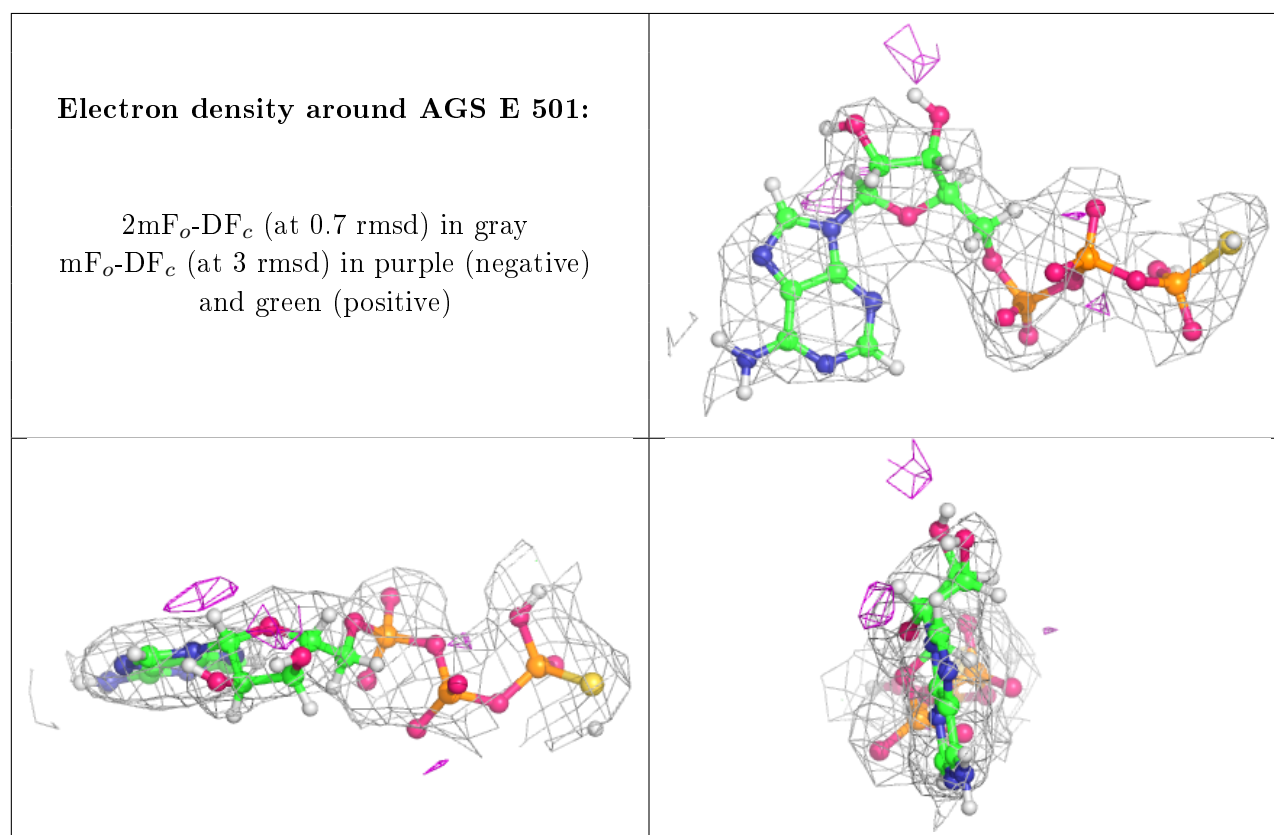 Electron density around AGS E 501:
2mFₒ-DF𝒸 (at 0.7 rmsd) in gray
mFₒ-DF𝒸 (at 3 rmsd) in purple (negative)
and green (positive)